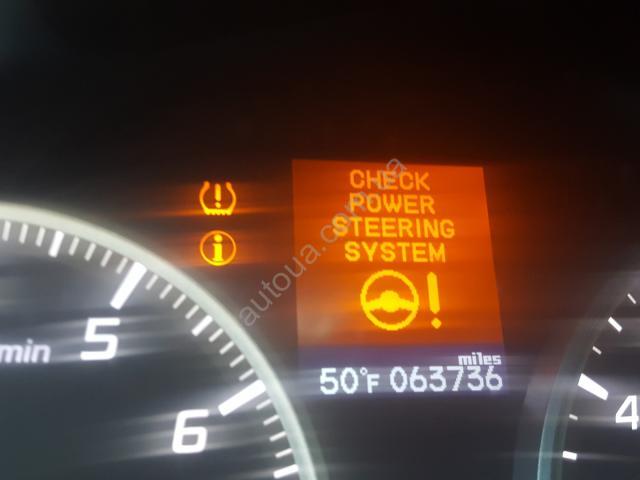 CHECK
POWER
STEERING
SYSTEM
!
miles
50°F 063736
min
5
6
4
autoua.com.ua